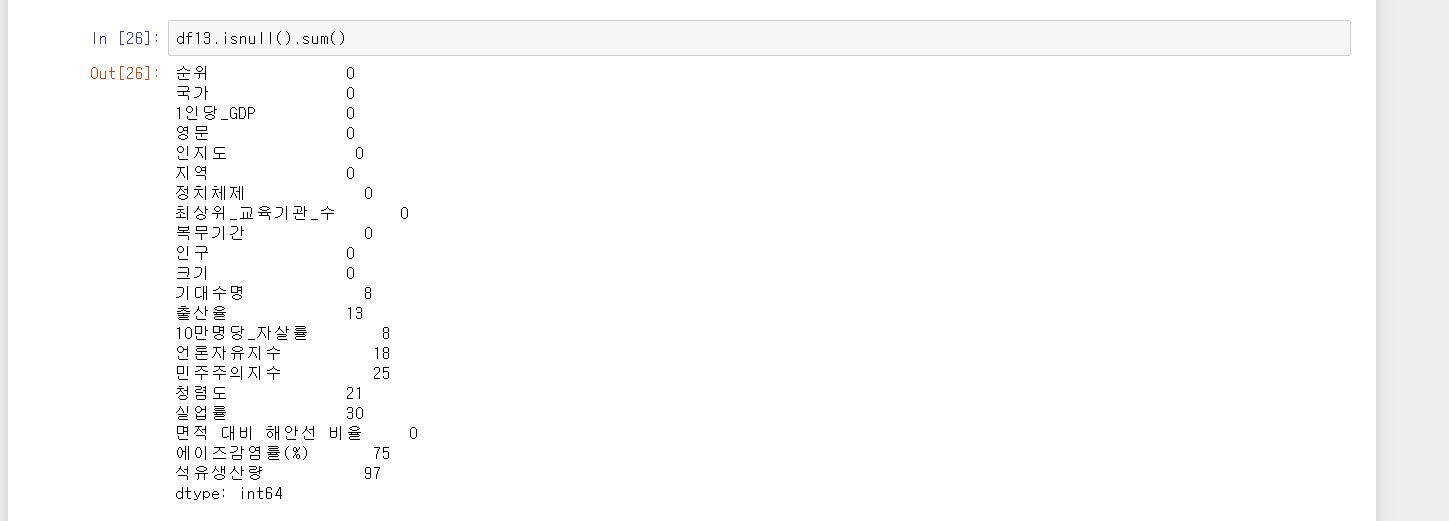 In [26]: df13.isnull().sum()
Out[26]: 순위 0
국가 0
1인당_GDP 0
영문 0
인지도 0
지역 0
정치체제 0
최상위_교육기관_수 0
복무기간 0
인구 0
크기 0
기대수명 8
출산율 13
10만명당_자살률 8
언론자유지수 18
민주주의지수 25
청렴도 21
실업률 30
면적 대비 해안선 비율 0
에이즈감염률(%) 75
석유생산량 97
dtype: int64